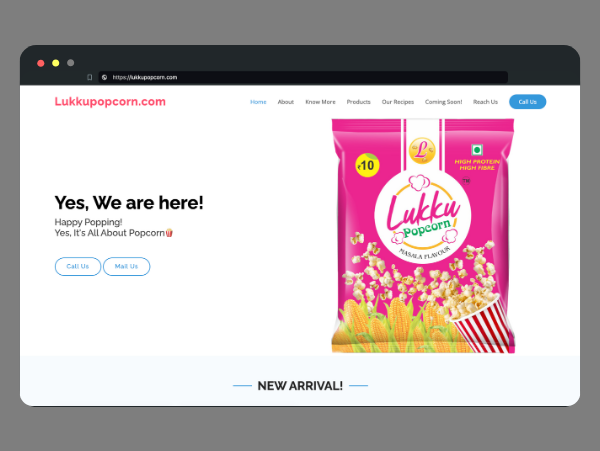 https://lukkupopcorn.com
Lukkupopcorn.com
Home About Know More Products Our Recipes Coming Soon! Reach Us Call Us
L
₹10
HIGH PROTEIN
HIGH FIBRE
Lukku
Popcorn
MASALA FLAVOUR
Yes, We are here!
Happy Popping!
Yes, It's All About Popcorn🍿
Call Us Mail Us
NEW ARRIVAL!